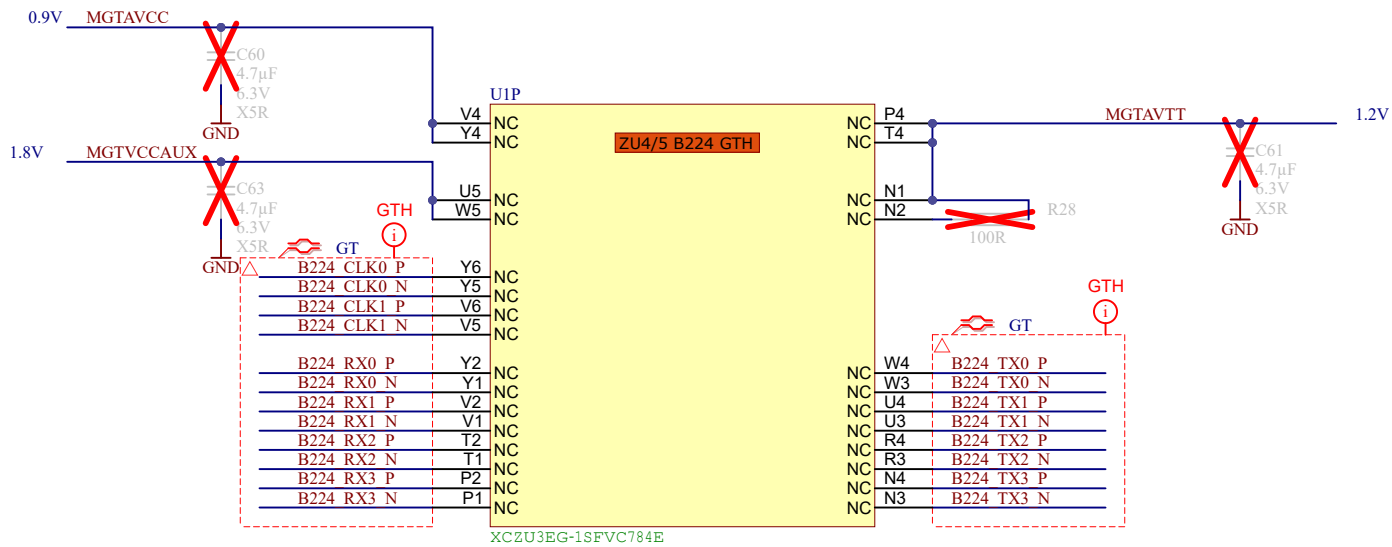 0.9V MGTAVCC
C60
4.7µF
6.3V
X5R
GND
1.8V MGTVCCAUX
C63
4.7µF
6.3V
X5R
GND
U1P
ZU4/5 B224 GTH
V4 NC
Y4 NC
U5 NC
W5 NC
GTH
i
GT
B224_CLK0_P Y6 NC
B224_CLK0_N Y5 NC
B224_CLK1_P V6 NC
B224_CLK1_N V5 NC
B224_RX0_P Y2 NC
B224_RX0_N Y1 NC
B224_RX1_P V2 NC
B224_RX1_N V1 NC
B224_RX2_P T2 NC
B224_RX2_N T1 NC
B224_RX3_P P2 NC
B224_RX3_N P1 NC
NC P4 MGTAVTT 1.2V
NC T4
NC N1
NC N2
R28
100R
C61
4.7µF
6.3V
X5R
GND
GTH
i
GT
NC W4 B224_TX0_P
NC W3 B224_TX0_N
NC U4 B224_TX1_P
NC U3 B224_TX1_N
NC R4 B224_TX2_P
NC R3 B224_TX2_N
NC N4 B224_TX3_P
NC N3 B224_TX3_N
XCZU3EG-1SFVC784E